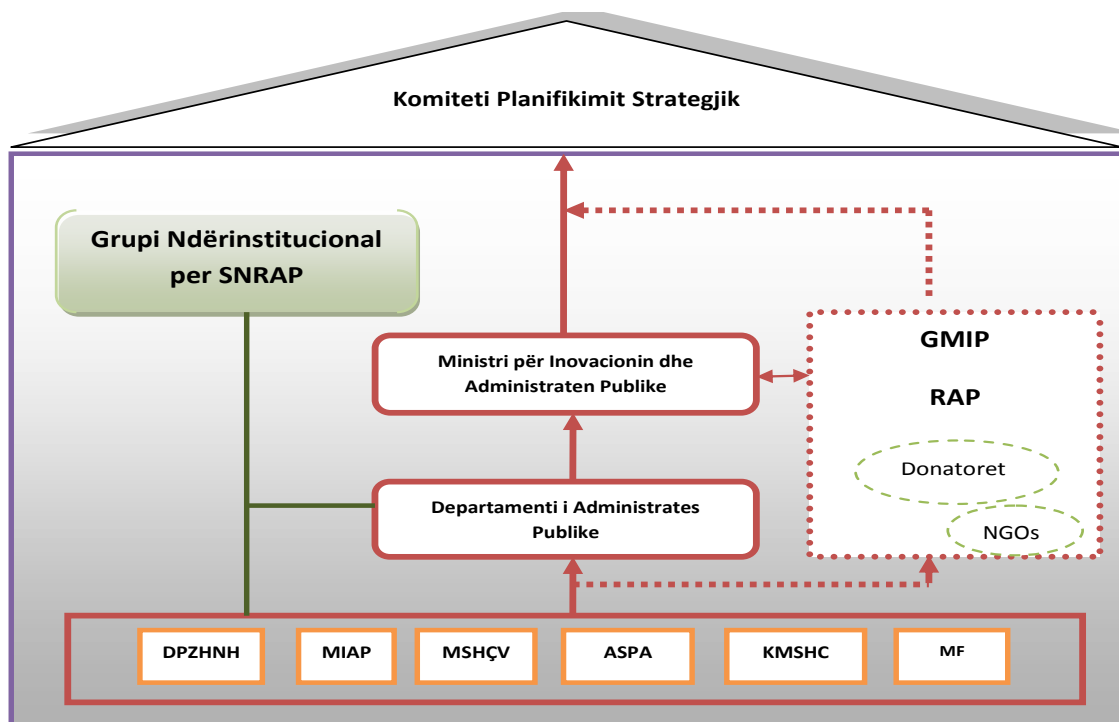 Komiteti Planifikimit Strategjik
Grupi Ndërinstitucional
per SNRAP
Ministri për Inovacionin dhe
Administraten Publike
GMIP
RAP
Donatoret
NGOs
Departamenti i Administrates
Publike
DPZHNH
MIAP
MSHÇV
ASPA
KMSHC
MF